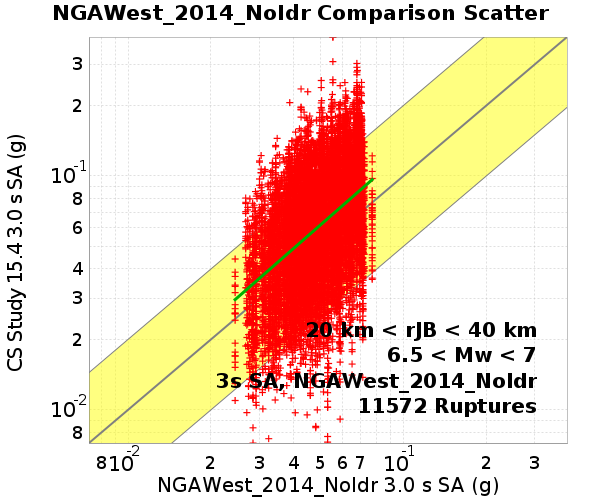 NGAWest_2014_NoIdr Comparison Scatter
CS Study 15.4 3.0 s SA (g)
3
2
10-1
8
6
4
3
2
10-2
8
20 km < rJB < 40 km
6.5 < Mw < 7
3s SA, NGAWest_2014_NoIdr
11572 Ruptures
8 10-2 2 3 4 5 6 7 10-1 2 3
NGAWest_2014_NoIdr 3.0 s SA (g)